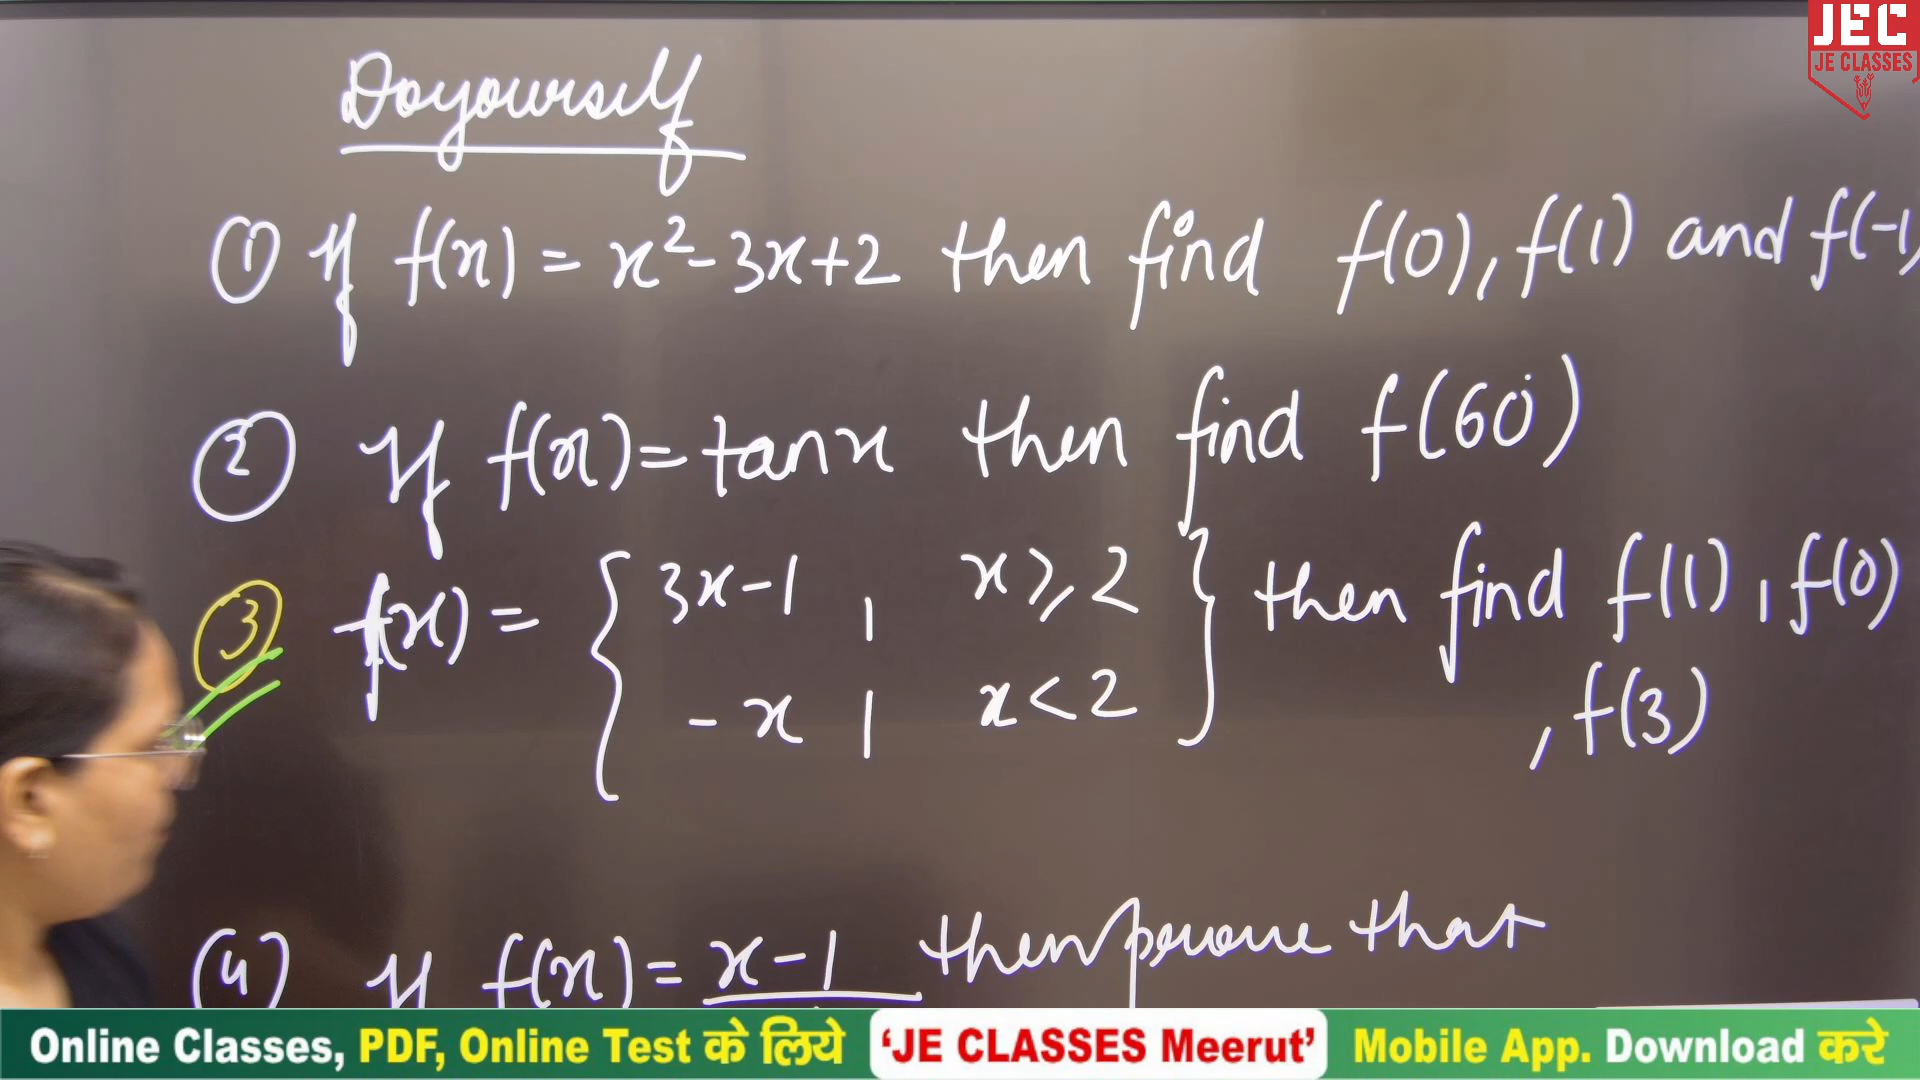 JEC
JE CLASSES
Doyourself
① If f(x) = x²-3x+2 then find f(0), f(1) and f(-1)
② If f(x) = tanx then find f(60°)
③ f(x) = { 3x-1 , x⩾2 } then find f(1), f(0)
-x , x<2 , f(3)
(4) If f(x) = x-1 then prove that
Online Classes, PDF, Online Test के लिये 'JE CLASSES Meerut' Mobile App. Download करे